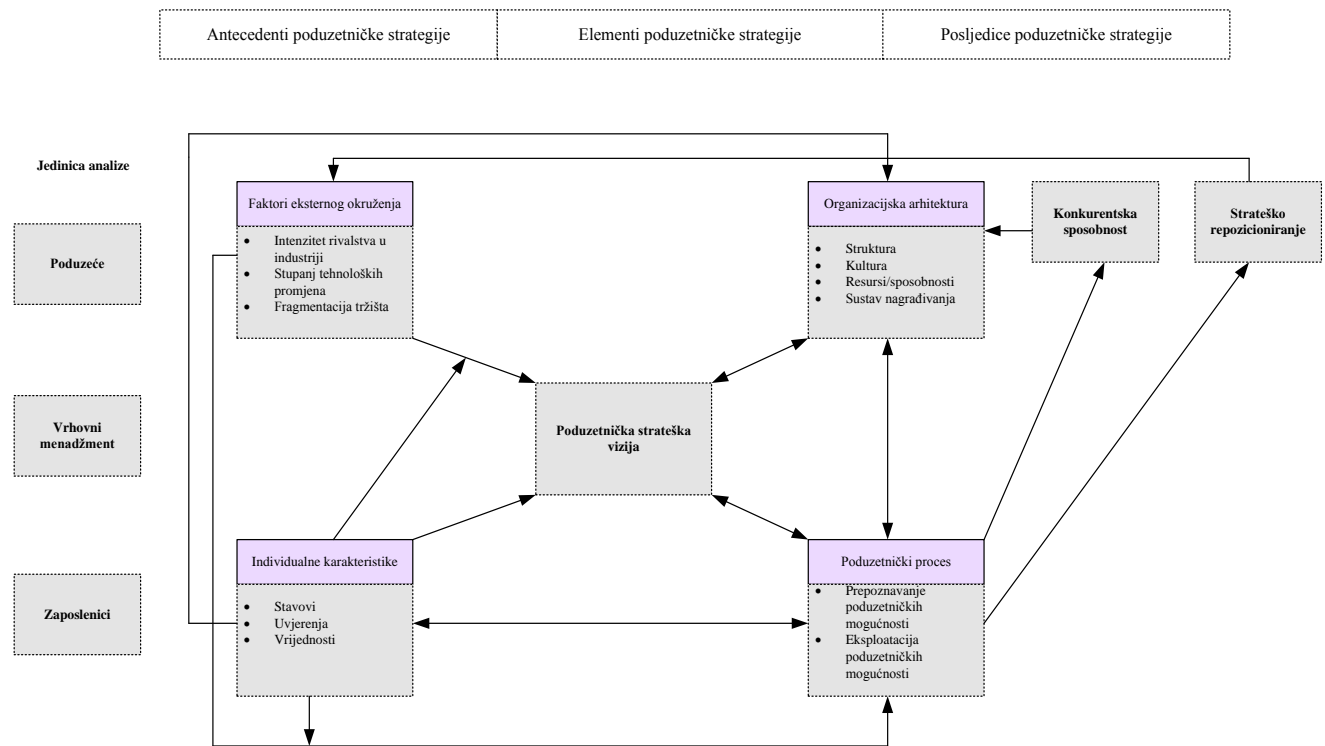 Antecedenti poduzetničke strategije
Elementi poduzetničke strategije
Posljedice poduzetničke strategije
Jedinica analize
Poduzeće
Vrhovni
menadžment
Zaposlenici
Faktori eksternog okruženja
• Intenzitet rivalstva u
industriji
• Stupanj tehnoloških
promjena
• Fragmentacija tržišta
Organizacijska arhitektura
• Struktura
• Kultura
• Resursi/sposobnosti
• Sustav nagrađivanja
Konkurentska
sposobnost
Strateško
repozicioniranje
Poduzetnička strateška
vizija
Individualne karakteristike
• Stavovi
• Uvjerenja
• Vrijednosti
Poduzetnički proces
• Prepoznavanje
poduzetničkih
mogućnosti
• Eksploatacija
poduzetničkih
mogućnosti